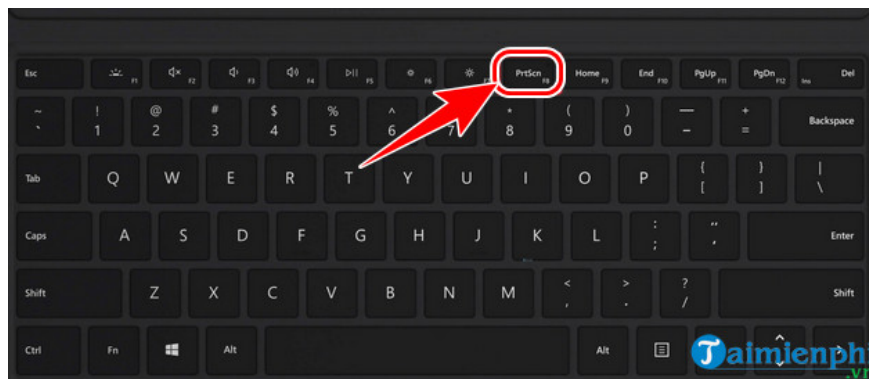 Esc F1 F2 F3 F4 F5 F6 PrtScn F8 Home F9 End F10 PgUp F11 PgDn F12 Ins Del
~ ` ! 1 @ 2 # 3 $ 4 % 5 ^ 6 7 * 8 ( 9 ) 0 — - + = Backspace
Tab Q W E R T Y U I O P { [ } ] | \
Caps A S D F G H J K L : ; " ' Enter
Shift Z X C V B N M < , > . ? / Shift
Ctrl Fn Alt Alt
Taimienphi
.vn